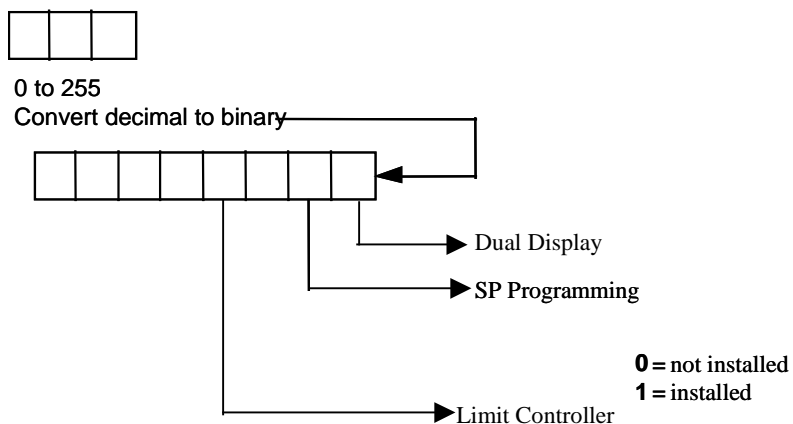 0 to 255
Convert decimal to binary
Dual Display
SP Programming
0 = not installed
1 = installed
Limit Controller